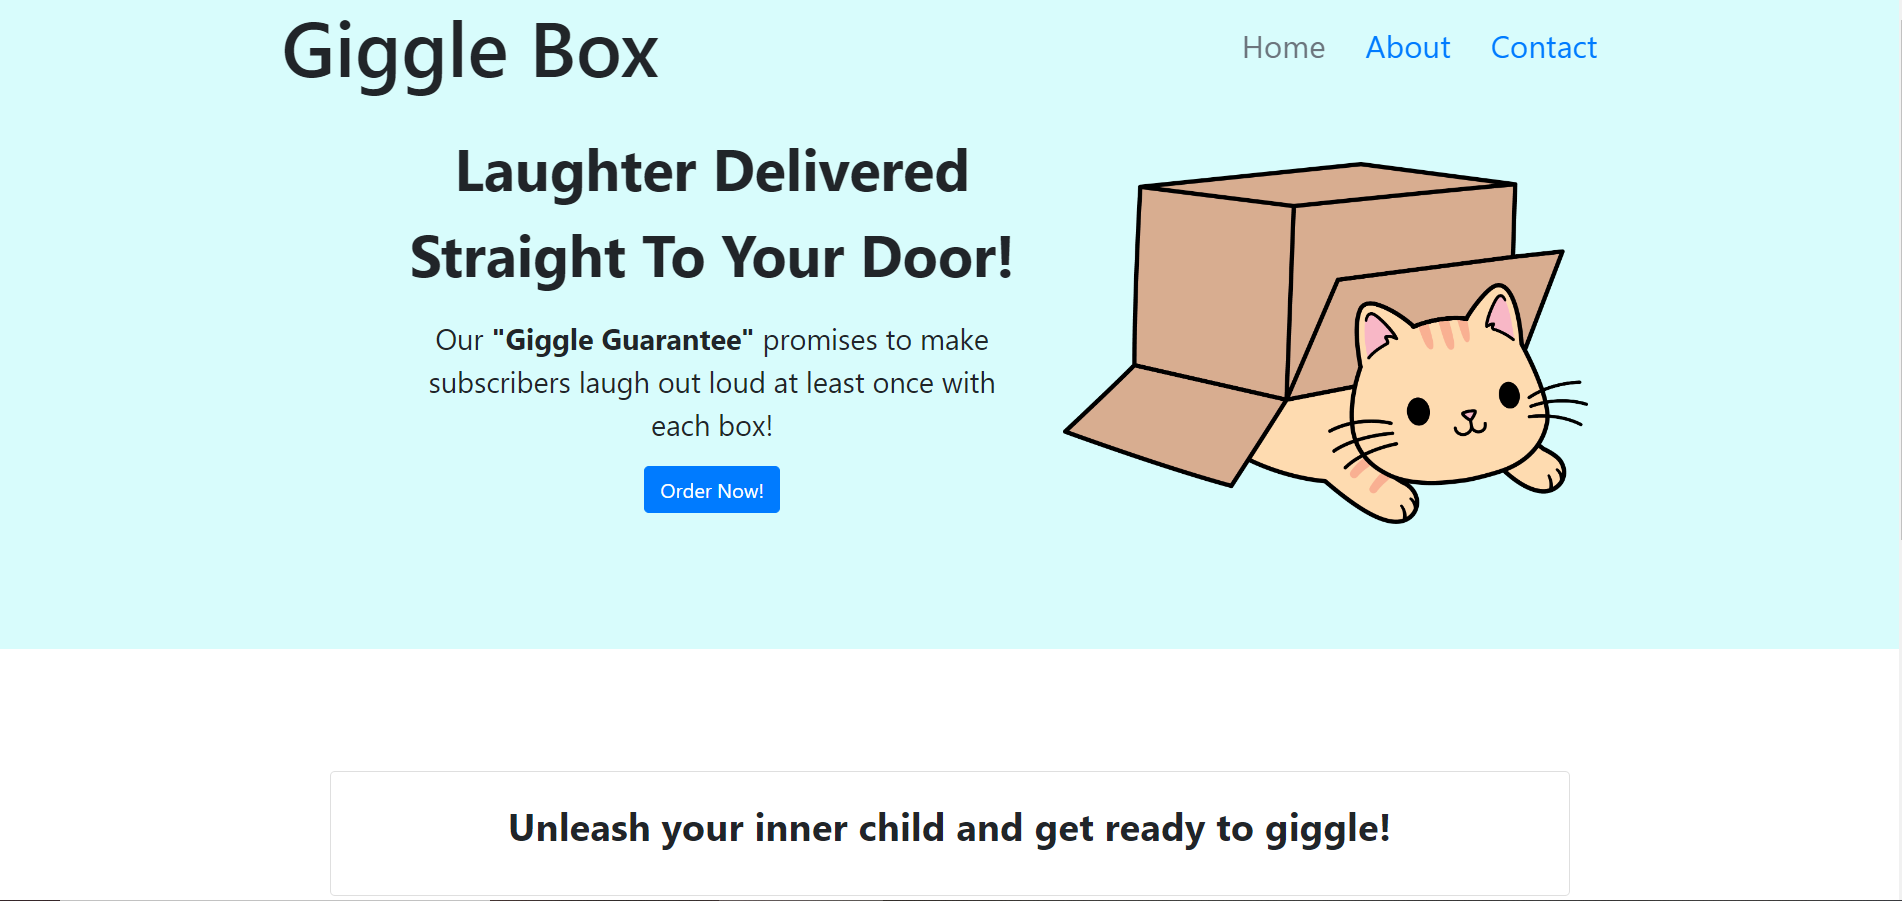 Giggle Box
Home About Contact
Laughter Delivered
Straight To Your Door!
Our "Giggle Guarantee" promises to make
subscribers laugh out loud at least once with
each box!
Order Now!
Unleash your inner child and get ready to giggle!